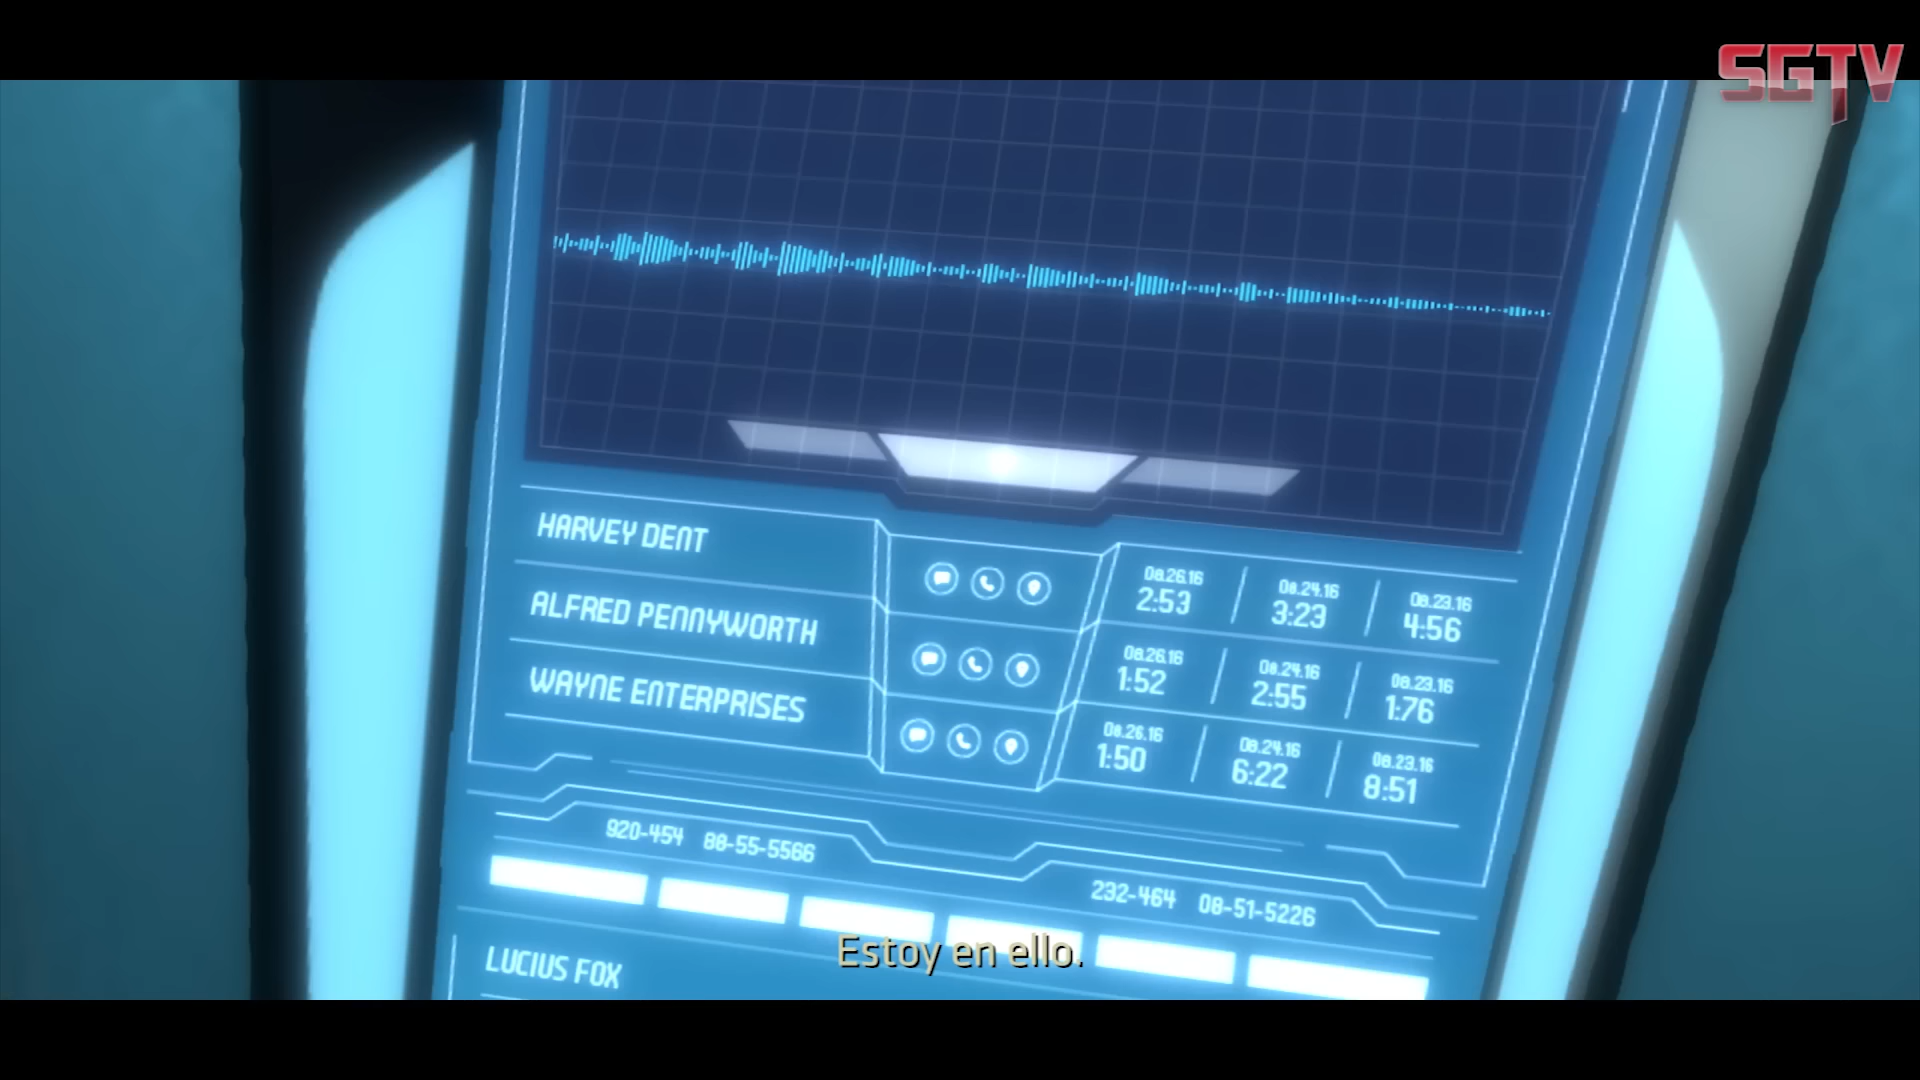 SGTV
HARVEY DENT
08.26.16 08.24.16 08.23.16
2:53 3:23 4:56
ALFRED PENNYWORTH
08.26.16 08.24.16 08.23.16
1:52 2:55 1:76
WAYNE ENTERPRISES
08.26.16 08.24.16 08.23.16
1:50 6:22 8:51
920-454 88-55-5566
232-464 08-51-5226
Estoy en ello.
LUCIUS FOX